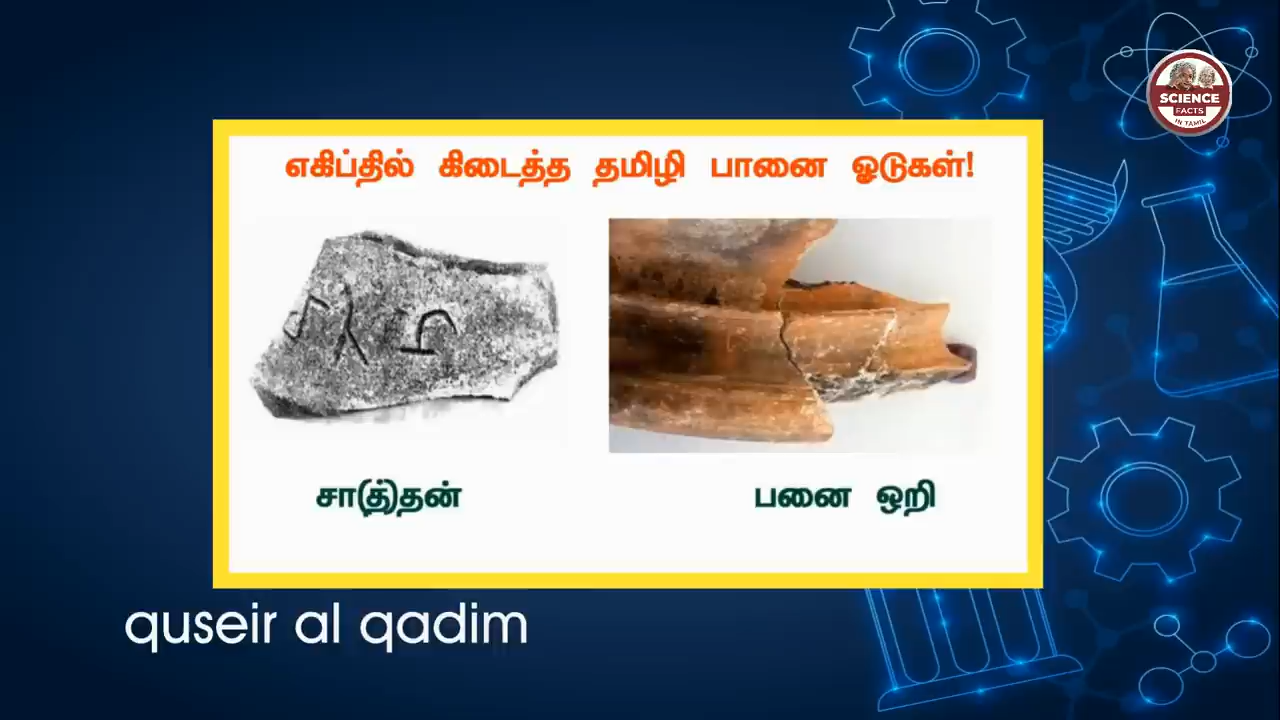 SCIENCE
FACTS
IN TAMIL
எகிப்தில் கிடைத்த தமிழி பானை ஓடுகள்!
சா(த்)தன்
பனை ஒறி
quseir al qadim